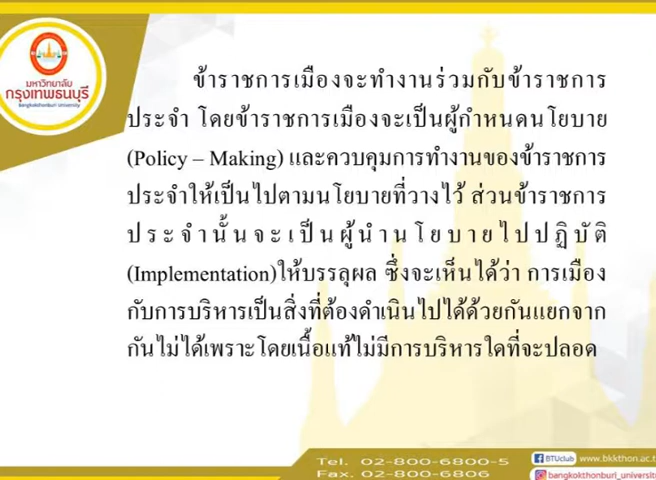 มหาวิทยาลัย
กรุงเทพธนบุรี
Bangkokthonburi University
ข้าราชการเมืองจะทำงานร่วมกับข้าราชการ
ประจำ โดยข้าราชการเมืองจะเป็นผู้กำหนดนโยบาย
(Policy – Making) และควบคุมการทำงานของข้าราชการ
ประจำให้เป็นไปตามนโยบายที่วางไว้ ส่วนข้าราชการ
ประจำนั้นจะเป็นผู้นำนโยบายไปปฏิบัติ
(Implementation)ให้บรรลุผล ซึ่งจะเห็นได้ว่า การเมือง
กับการบริหารเป็นสิ่งที่ต้องดำเนินไปได้ด้วยกันแยกจาก
กันไม่ได้เพราะโดยเนื้อแท้ไม่มีการบริหารใดที่จะปลอด
Tel. 02-800-6800-5
Fax. 02-800-6806
BTUclub www.bkkthon.ac.t
bangkokthonburi_universit